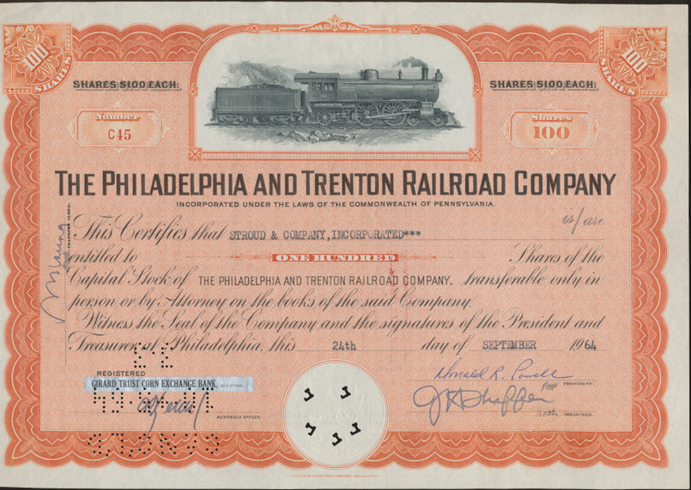 100 SHARES
100 SHARES
SHARES $100 EACH:
SHARES $100 EACH:
Number
C45
Shares
100
THE PHILADELPHIA AND TRENTON RAILROAD COMPANY
INCORPORATED UNDER THE LAWS OF THE COMMONWEALTH OF PENNSYLVANIA.
is/are
This Certifies that STROUD & COMPANY, INCORPORATED***
entitled to ONE HUNDRED Shares of the
Capital Stock of THE PHILADELPHIA AND TRENTON RAILROAD COMPANY, transferable only in
person or by Attorney on the books of the said Company.
Witness the Seal of the Company and the signatures of the President and
Treasurer, at Philadelphia, this 24th day of SEPTEMBER 1964
REGISTERED
GIRARD TRUST CORN EXCHANGE BANK, REGISTRAR.
AUTHORIZED OFFICER.
Donald R. Powell
PRESIDENT.
TREASURER.